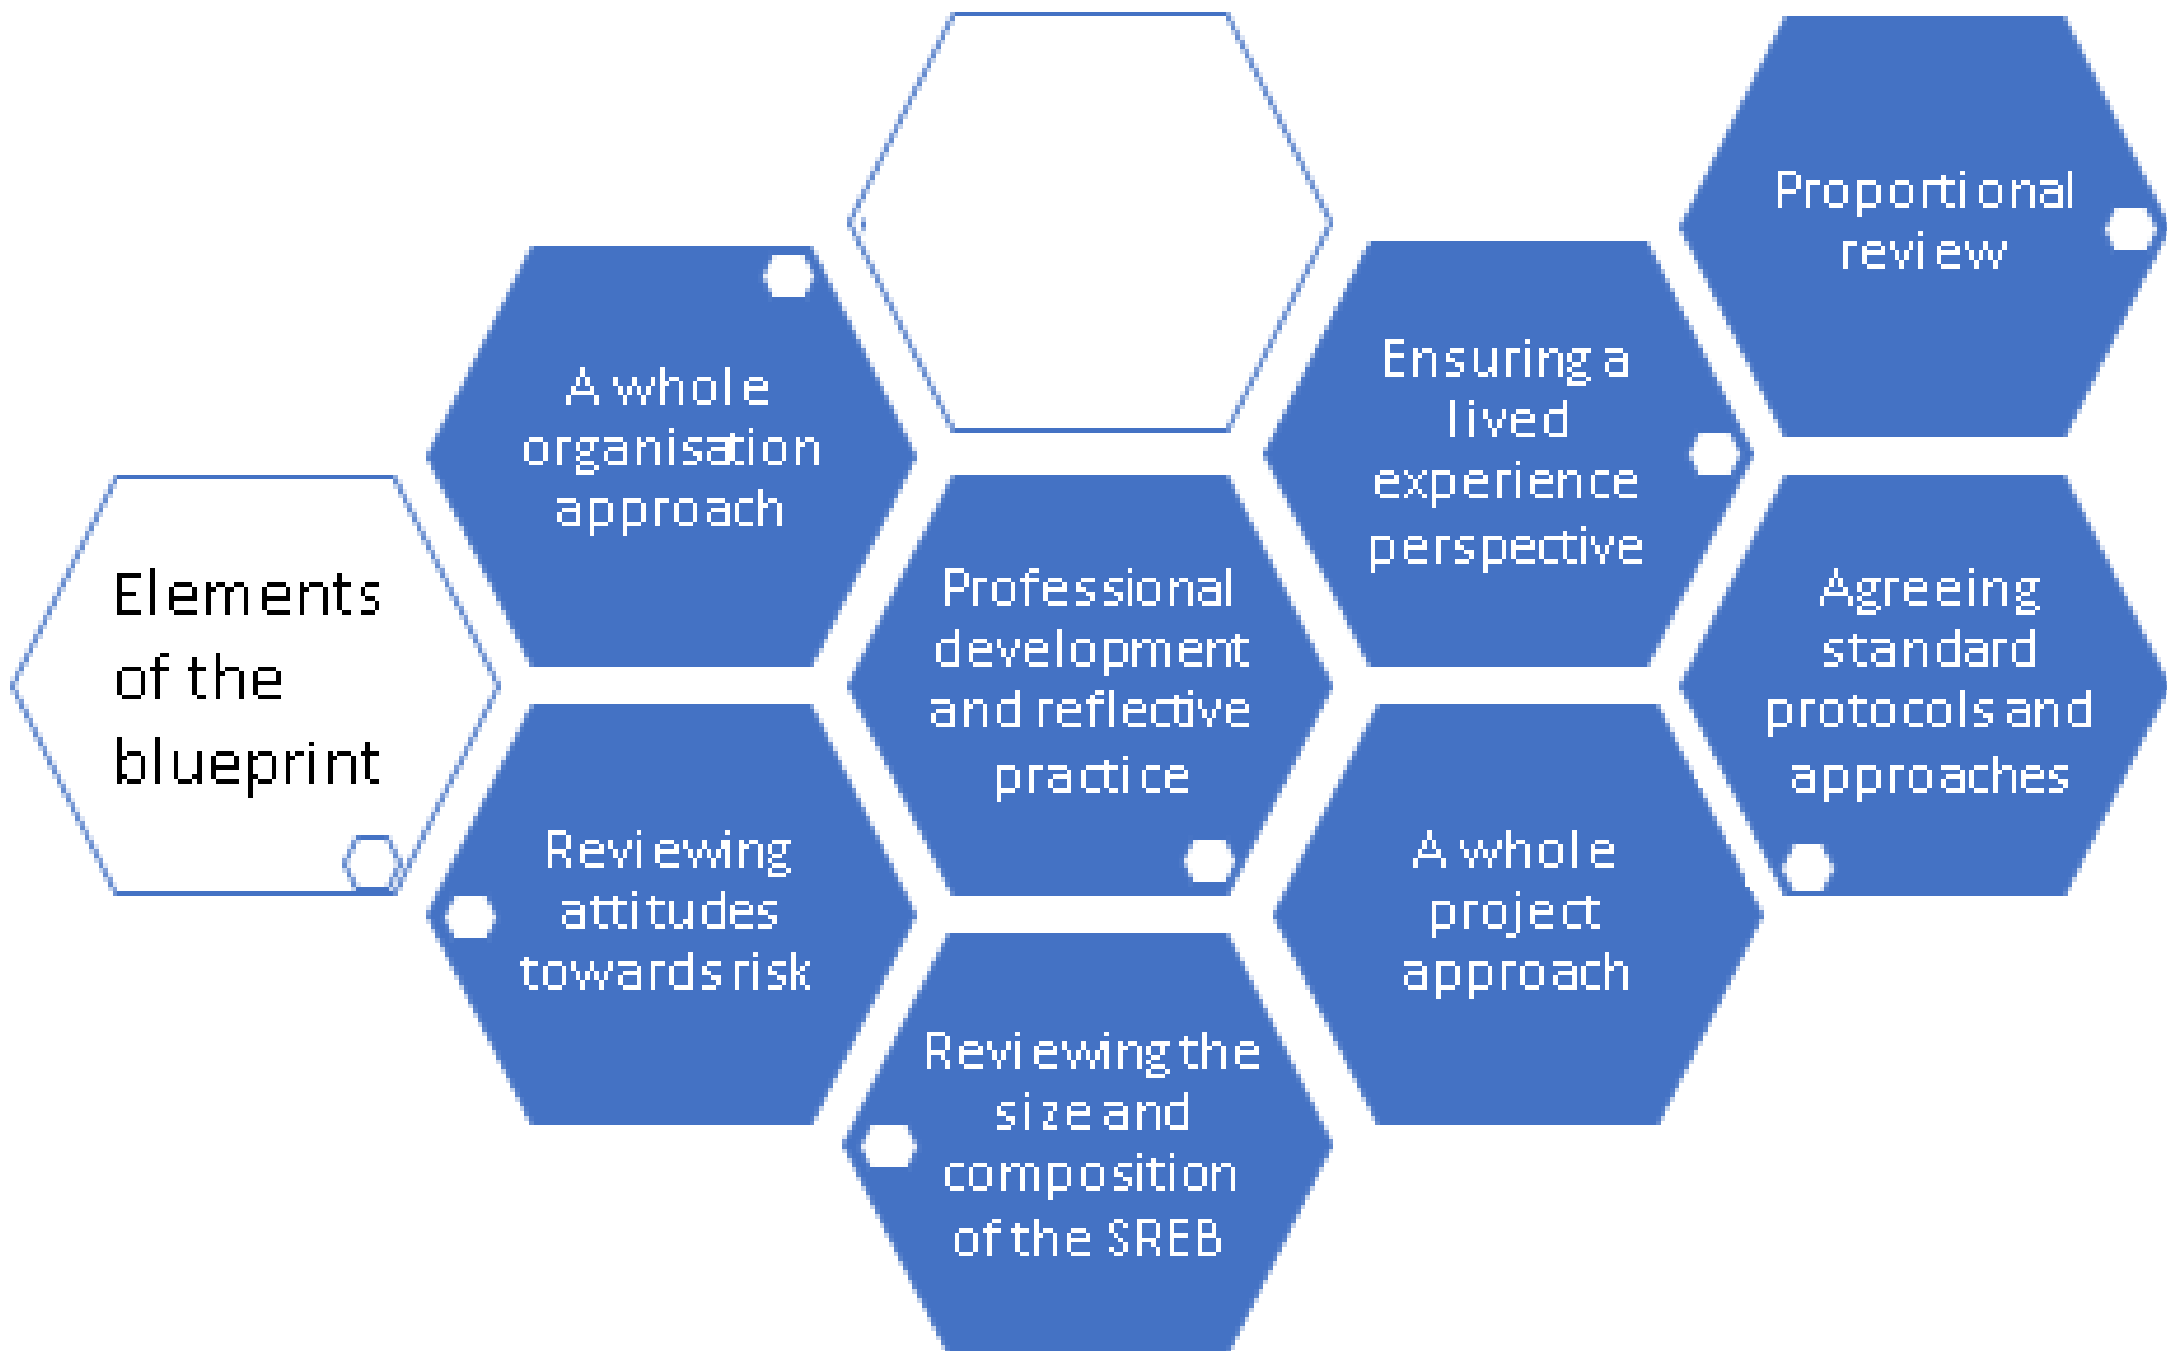 Elements
of the
blueprint
A whole
organisation
approach
Reviewing
attitudes
towards risk
Professional
development
and reflective
practice
Reviewing the
size and
composition
of the SREB
Ensuring a
lived
experience
perspective
A whole
project
approach
Proportional
review
Agreeing
standard
protocols and
approaches